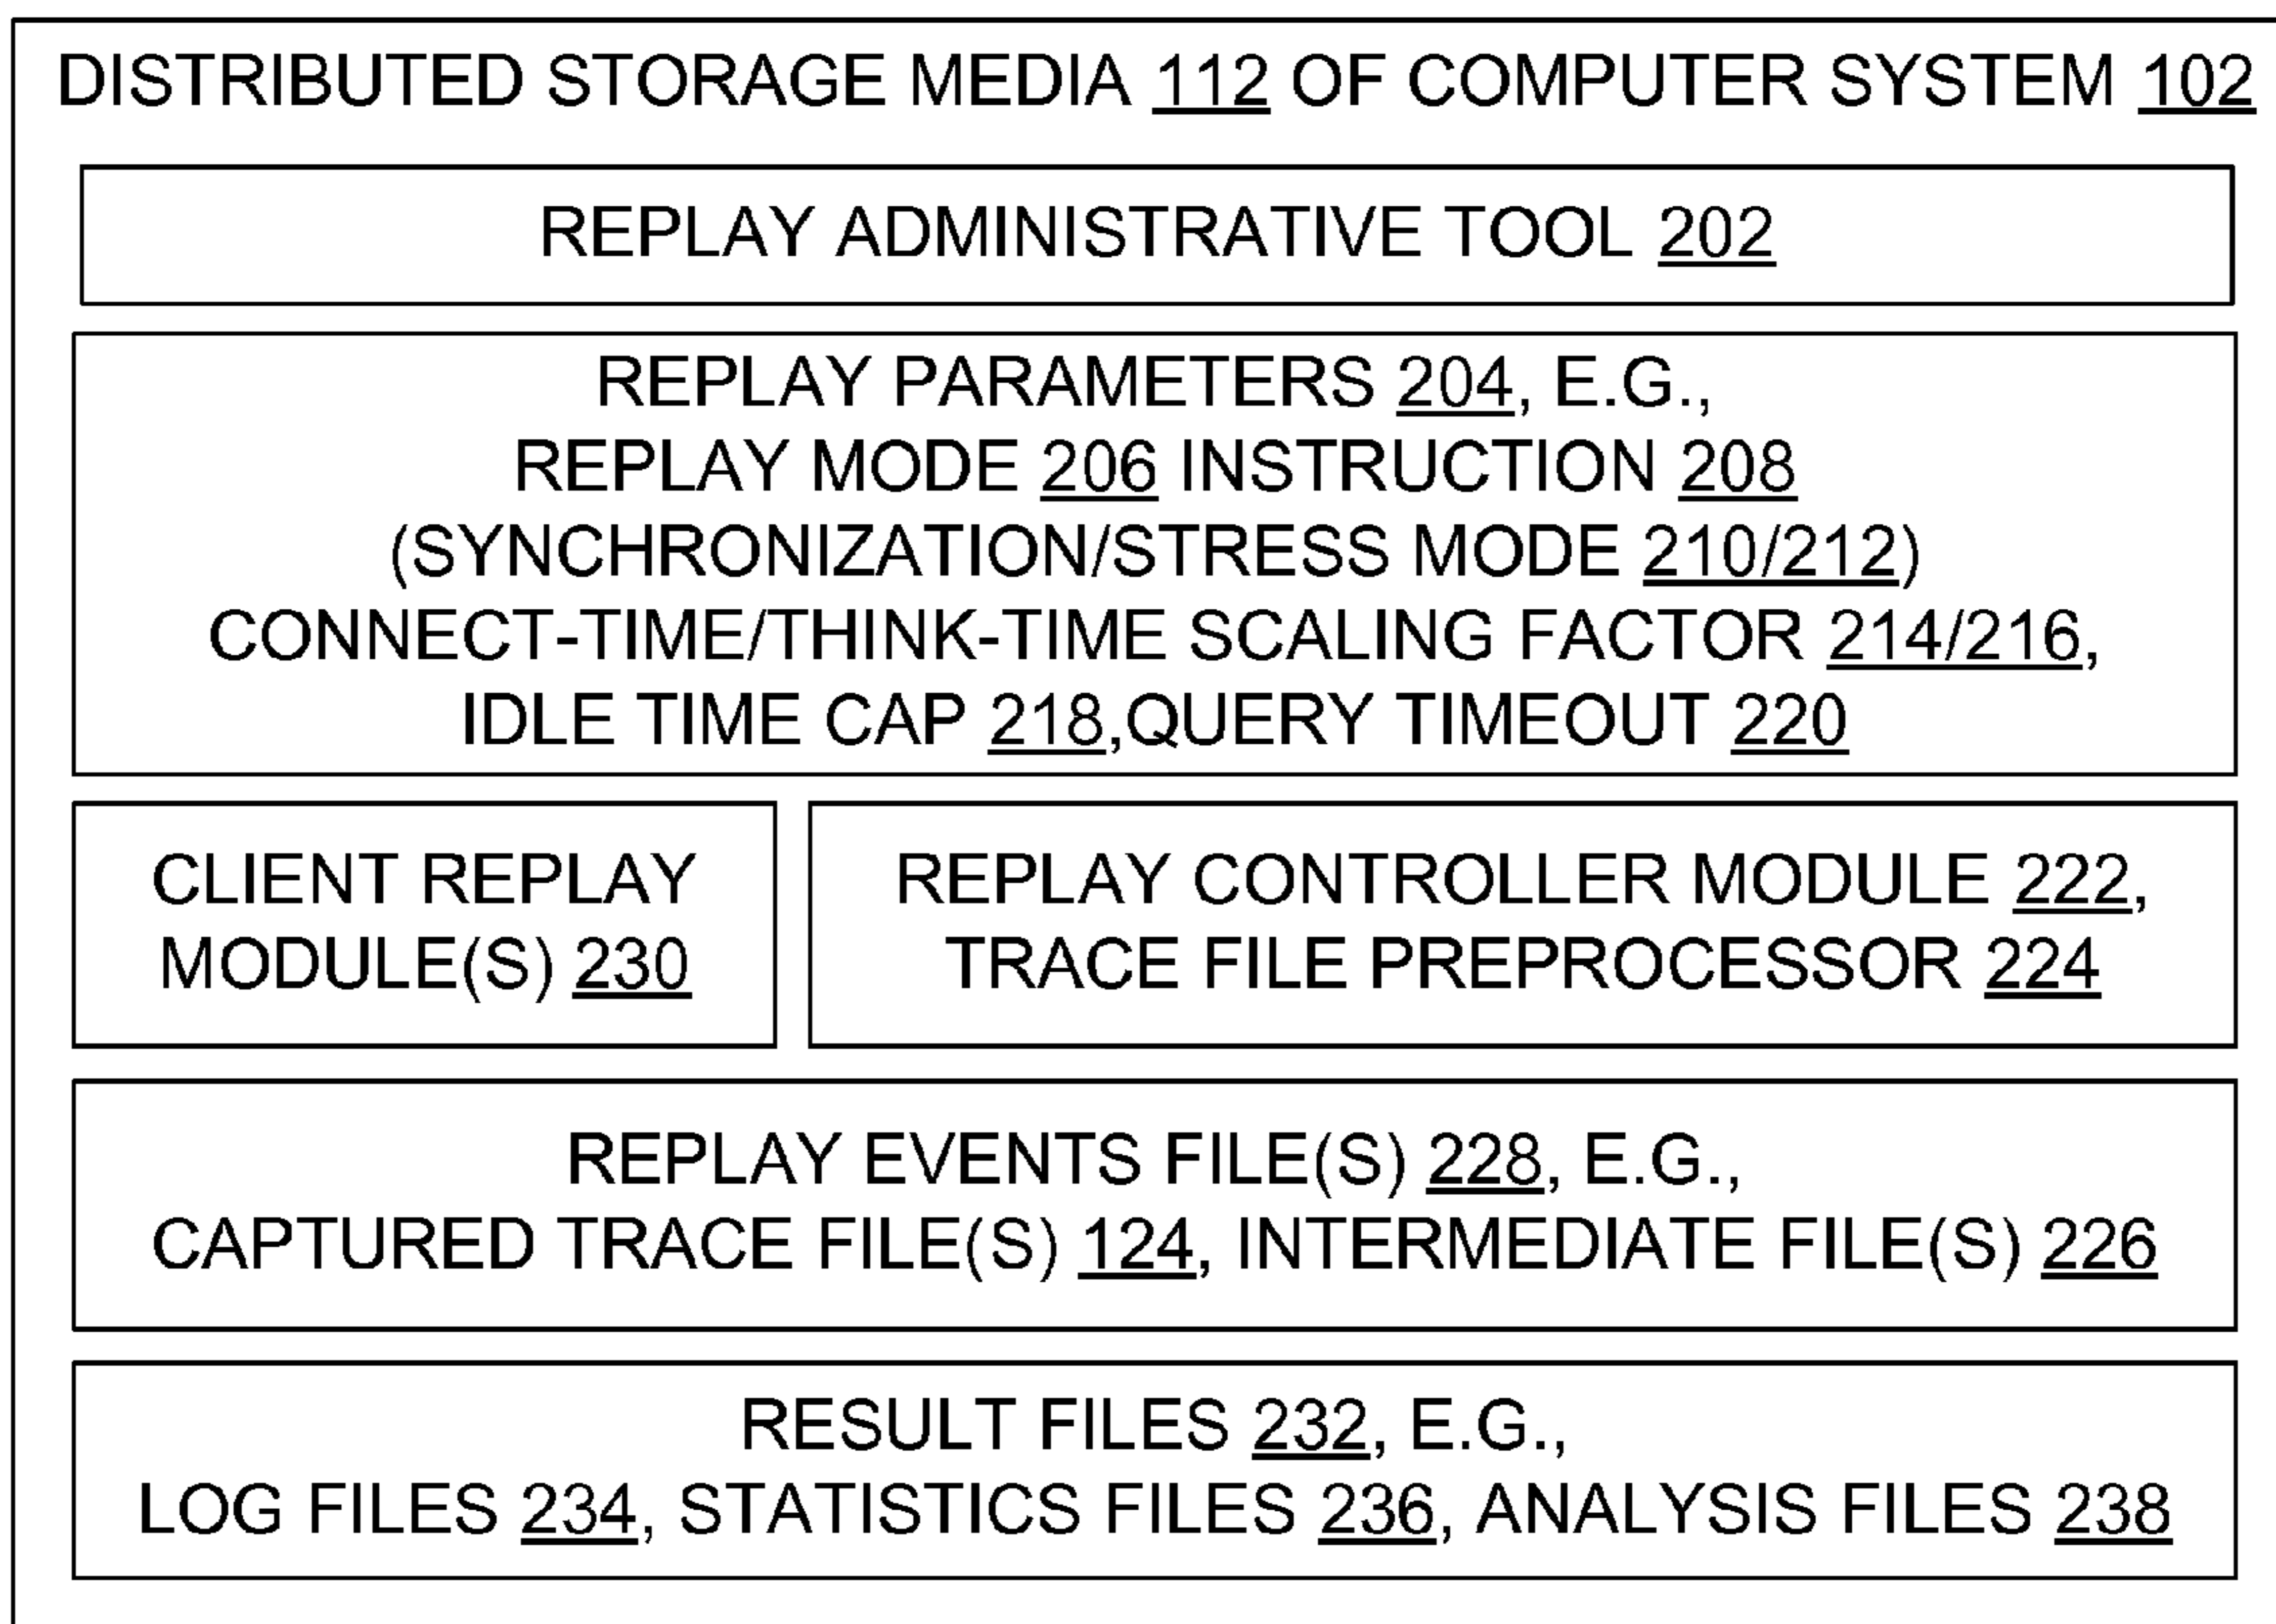 DISTRIBUTED STORAGE MEDIA 112 OF COMPUTER SYSTEM 102
REPLAY ADMINISTRATIVE TOOL 202
REPLAY PARAMETERS 204, E.G.,
REPLAY MODE 206 INSTRUCTION 208
(SYNCHRONIZATION/STRESS MODE 210/212)
CONNECT-TIME/THINK-TIME SCALING FACTOR 214/216,
IDLE TIME CAP 218,QUERY TIMEOUT 220
CLIENT REPLAY
MODULE(S) 230
REPLAY CONTROLLER MODULE 222,
TRACE FILE PREPROCESSOR 224
REPLAY EVENTS FILE(S) 228, E.G.,
CAPTURED TRACE FILE(S) 124, INTERMEDIATE FILE(S) 226
RESULT FILES 232, E.G.,
LOG FILES 234, STATISTICS FILES 236, ANALYSIS FILES 238